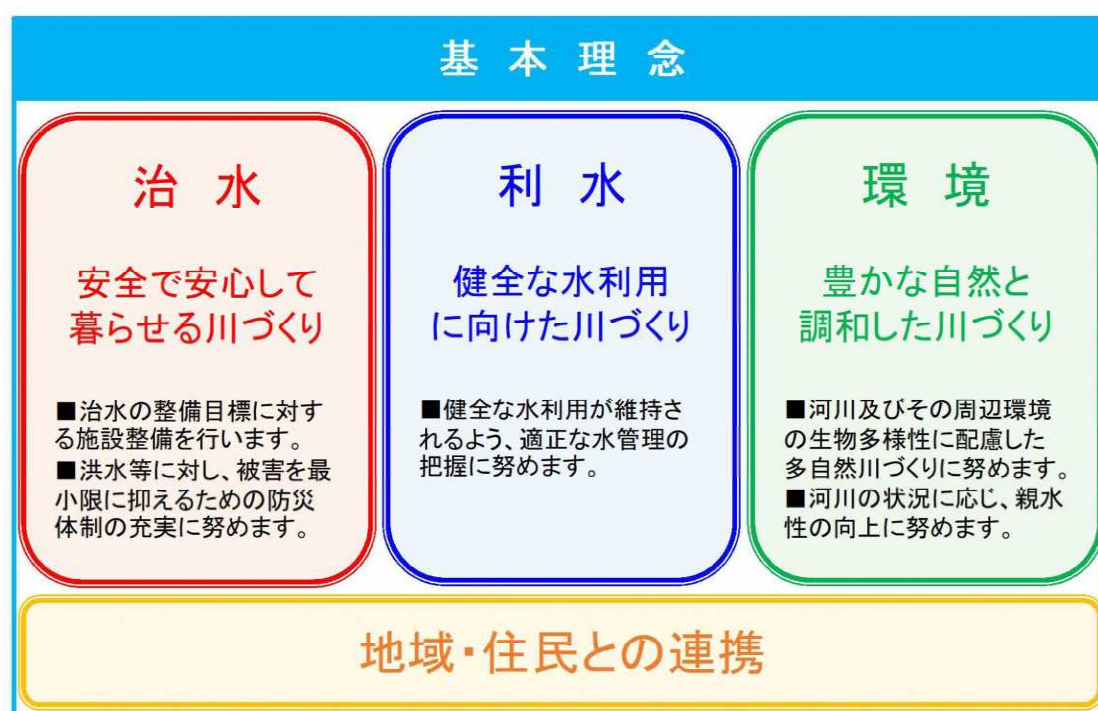 基本理念
治水
安全で安心して
暮らせる川づくり
■治水の整備目標に対す
る施設整備を行います。
■洪水等に対し、被害を最
小限に抑えるための防災
体制の充実に努めます。
利水
健全な水利用
に向けた川づくり
■健全な水利用が維持さ
れるよう、適正な水管理の
把握に努めます。
環境
豊かな自然と
調和した川づくり
■河川及びその周辺環境
の生物多様性に配慮した
多自然川づくりに努めます。
■河川の状況に応じ、親水
性の向上に努めます。
地域・住民との連携